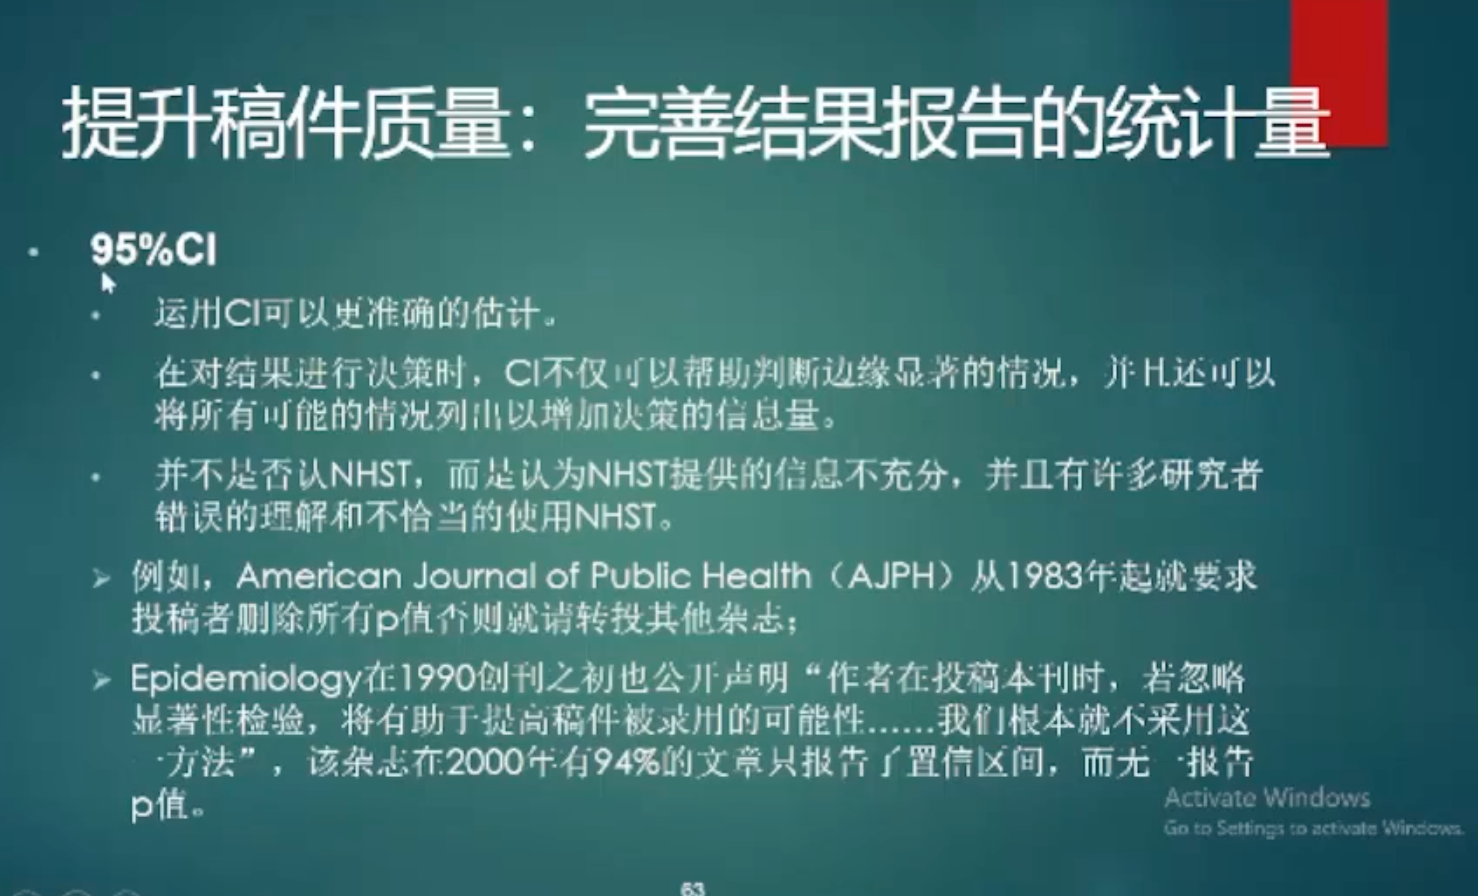 提升稿件质量：完善结果报告的统计量
95%CI
运用CI可以更准确的估计。
在对结果进行决策时，CI不仅可以帮助判断边缘显著的情况，并且还可以
将所有可能的情况列出以增加决策的信息量。
并不是否认NHST，而是认为NHST提供的信息不充分，并且有许多研究者
错误的理解和不恰当的使用NHST。
例如，American Journal of Public Health（AJPH）从1983年起就要求
投稿者删除所有p值否则就请转投其他杂志；
Epidemiology在1990创刊之初也公开声明“作者在投稿本刊时，若忽略
显著性检验，将有助于提高稿件被录用的可能性……我们根本就不采用这
一方法”，该杂志在2000年有94%的文章只报告了置信区间，而无一报告
p值。
Activate Windows
Go to Settings to activate Windows.
63